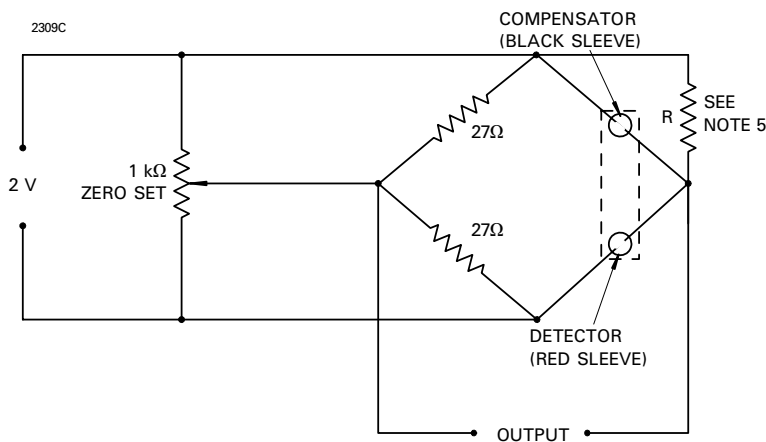 2309C
COMPENSATOR
(BLACK SLEEVE)
27Ω
R
SEE
NOTE 5
2 V
1 kΩ
ZERO SET
27Ω
DETECTOR
(RED SLEEVE)
OUTPUT